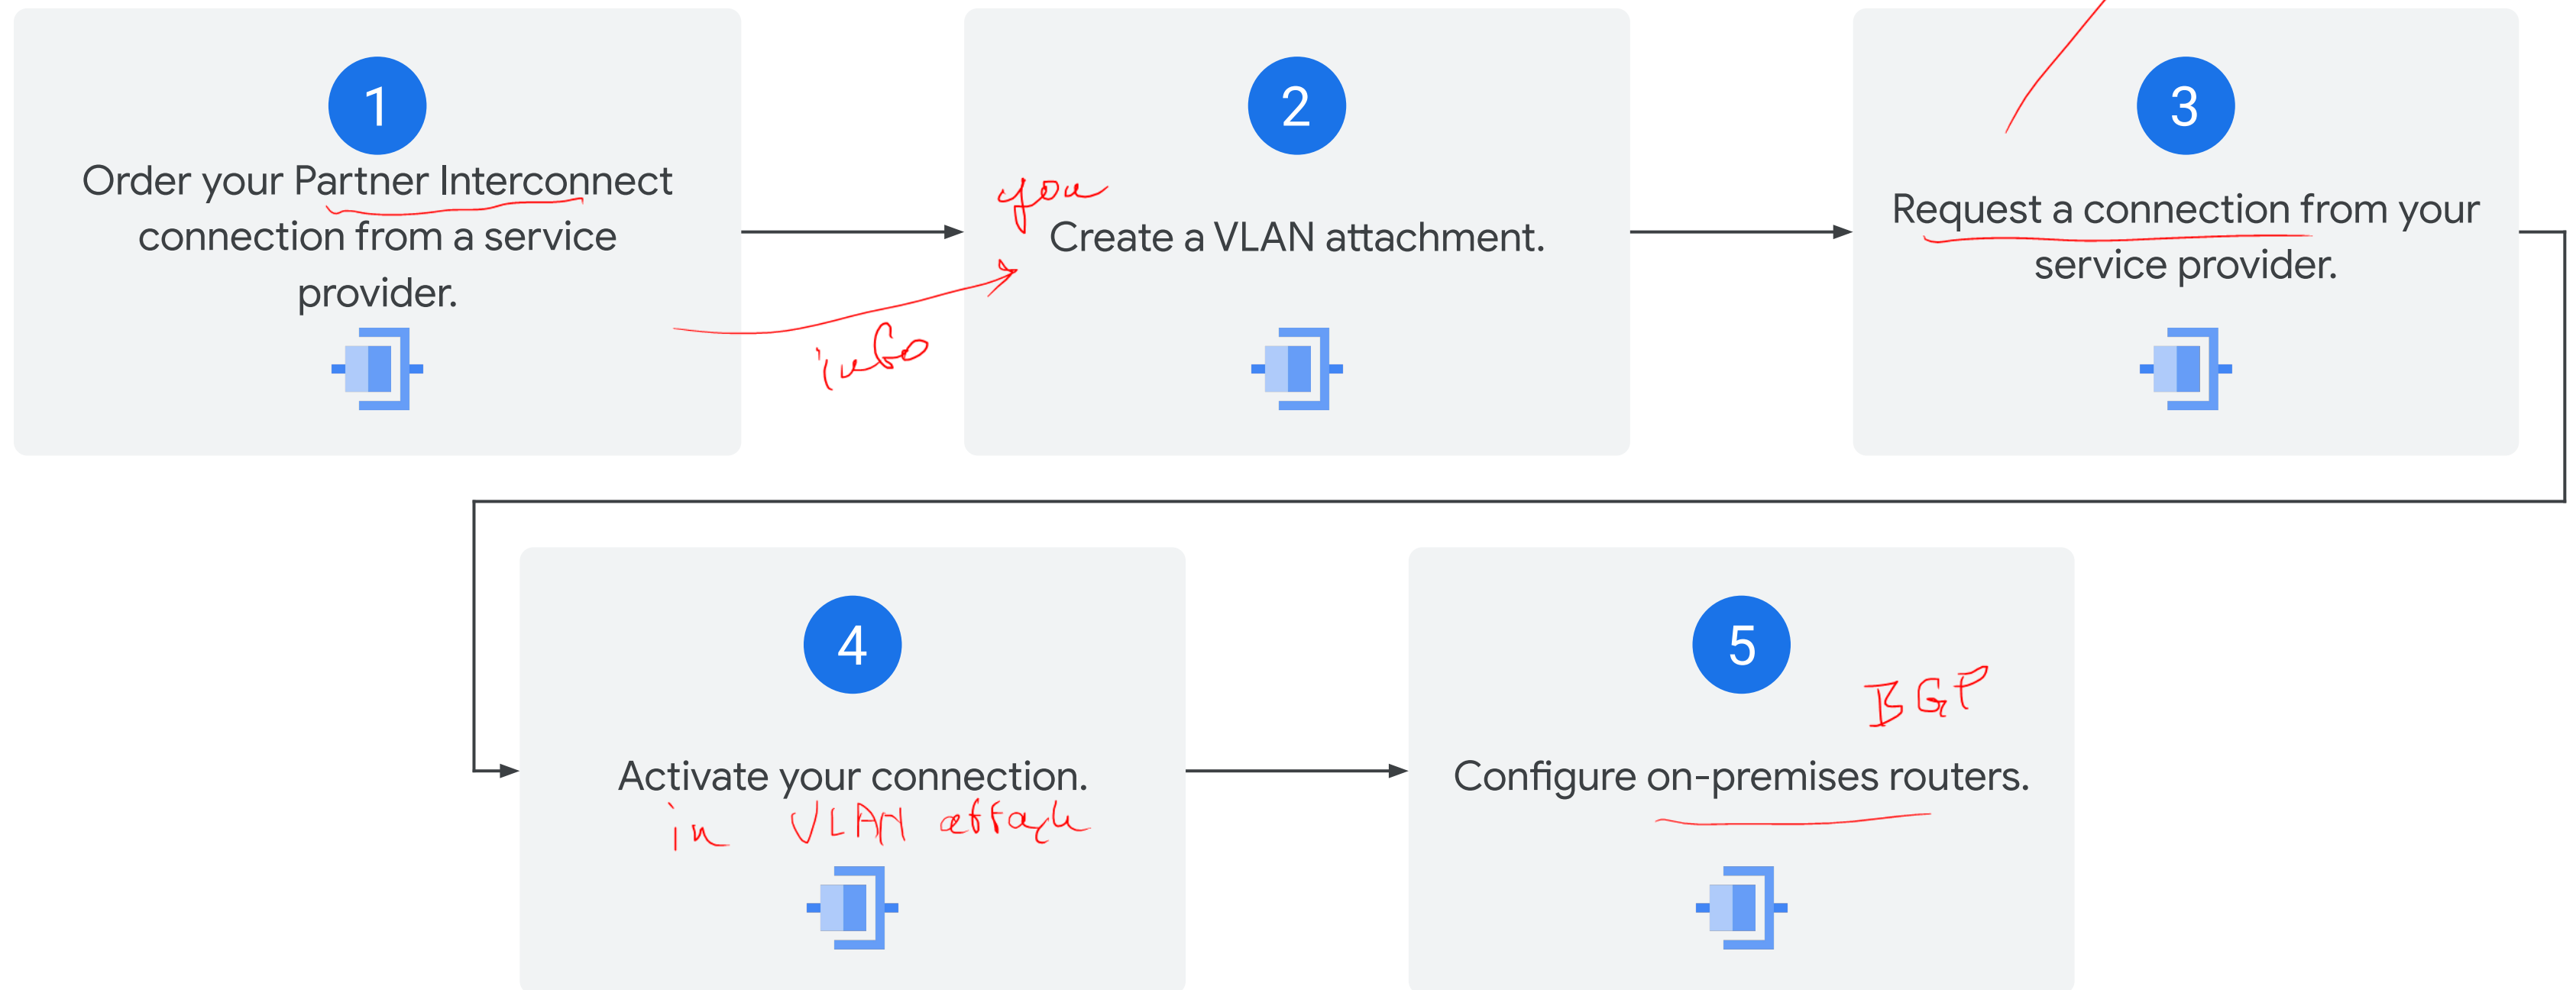 1
Order your Partner Interconnect
connection from a service
provider.
info
2
you
Create a VLAN attachment.
3
Request a connection from your
service provider.
4
Activate your connection.
in VLAN attach
5
BGP
Configure on-premises routers.